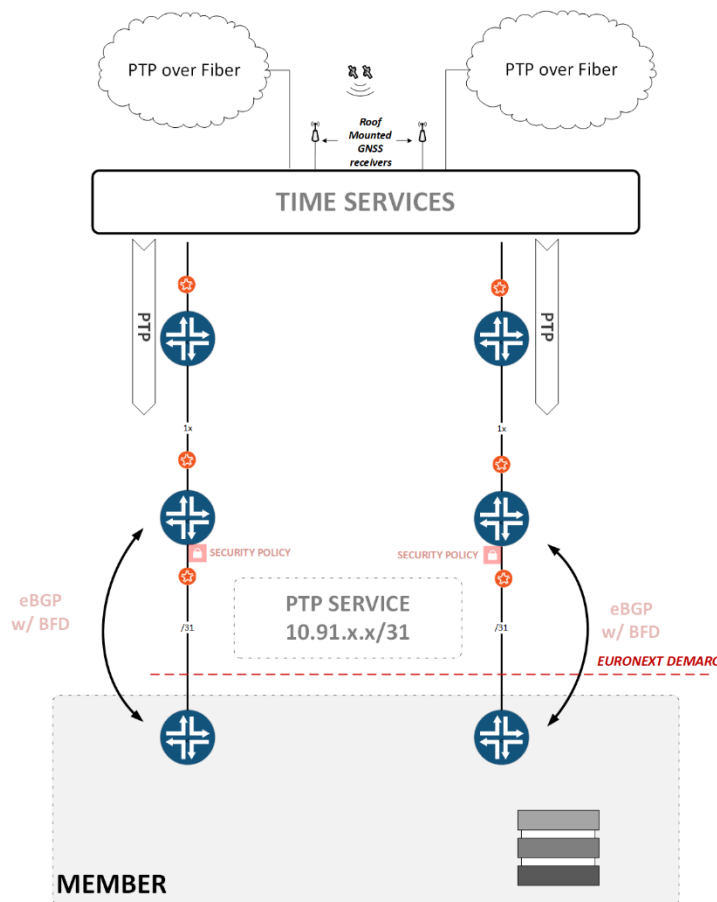 PTP over Fiber
PTP over Fiber
Roof
Mounted
GNSS
receivers
TIME SERVICES
PTP
PTP
1x
1x
SECURITY POLICY
SECURITY POLICY
eBGP
w/ BFD
/31
PTP SERVICE
10.91.x.x/31
/31
eBGP
w/ BFD
EURONEXT DEMARC
MEMBER